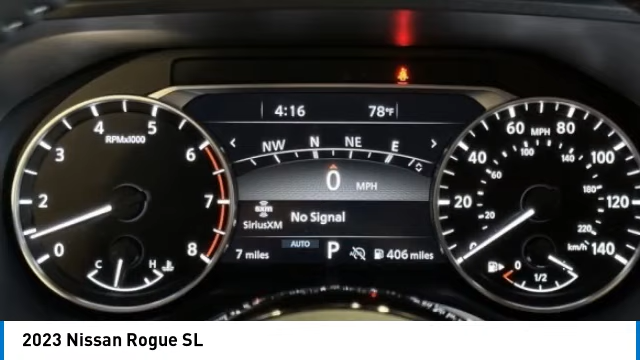 4:16 78°F
NW N NE E
0 MPH
SiriusXM
No Signal
AUTO
7 miles P 406 miles
RPMx1000
0 2 3 4 5 6 7 8
C H
MPH
0 20 40 60 80 100 120 140
20 60 100 140 180 220
km/h
0 1/2
2023 Nissan Rogue SL